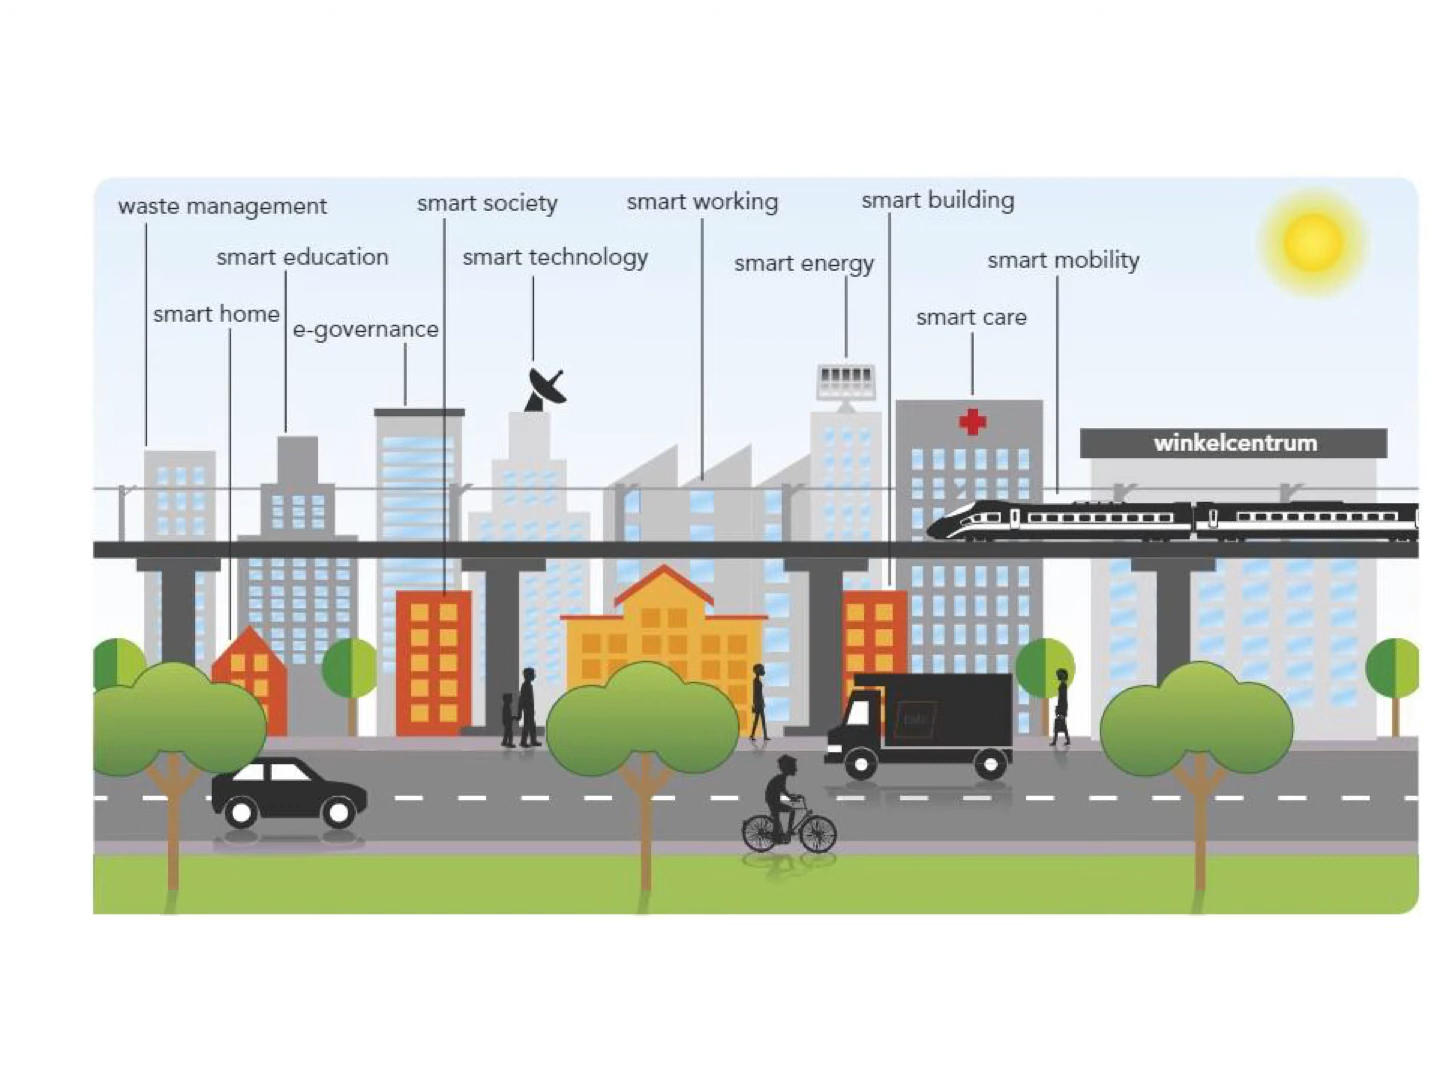 waste management
smart society
smart working
smart building
smart education
smart technology
smart energy
smart mobility
smart home
e-governance
smart care
winkelcentrum